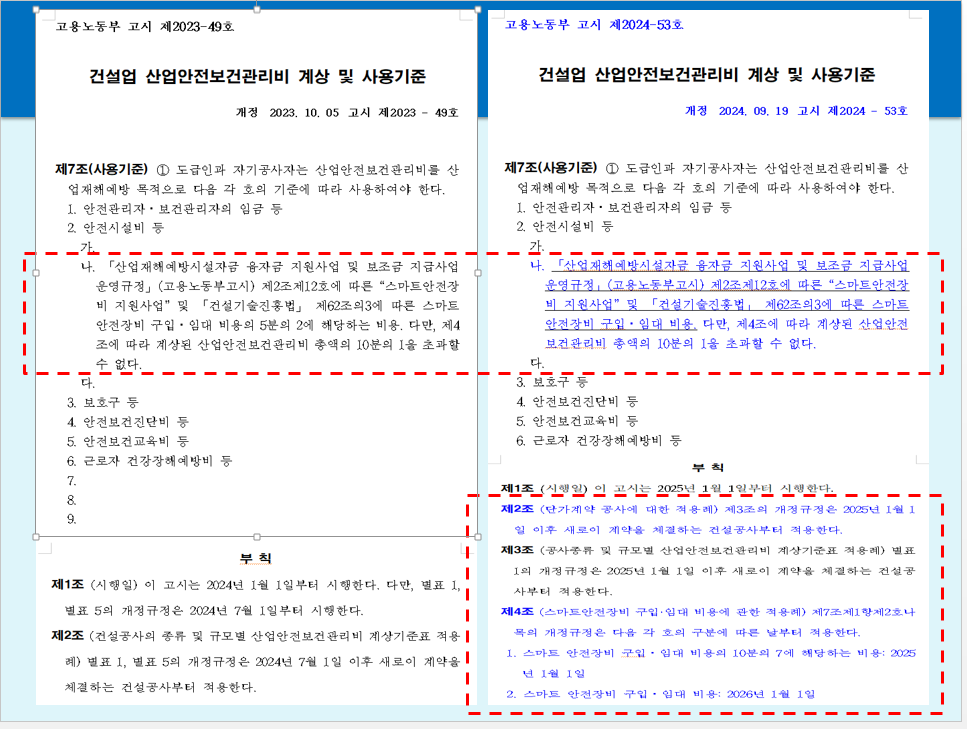 고용노동부 고시 제2023-49호
건설업 산업안전보건관리비 계상 및 사용기준
개정 2023. 10. 05 고시 제2023 - 49호
제7조(사용기준) ① 도급인과 자기공사자는 산업안전보건관리비를 산
업재해예방 목적으로 다음 각 호의 기준에 따라 사용하여야 한다.
1. 안전관리자·보건관리자의 임금 등
2. 안전시설비 등
가.
나. 「산업재해예방시설자금 융자금 지원사업 및 보조금 지급사업
운영규정」(고용노동부고시) 제2조제12호에 따른 “스마트안전장
비 지원사업” 및 「건설기술진흥법」 제62조의3에 따른 스마트
안전장비 구입·임대 비용의 5분의 2에 해당하는 비용. 다만, 제4
조에 따라 계상된 산업안전보건관리비 총액의 10분의 1을 초과할
수 없다.
다.
3. 보호구 등
4. 안전보건진단비 등
5. 안전보건교육비 등
6. 근로자 건강장해예방비 등
7.
8.
9.
부 칙
제1조 (시행일) 이 고시는 2024년 1월 1일부터 시행한다. 다만, 별표 1,
별표 5의 개정규정은 2024년 7월 1일부터 시행한다.
제2조 (건설공사의 종류 및 규모별 산업안전보건관리비 계상기준표 적용
례) 별표 1, 별표 5의 개정규정은 2024년 7월 1일 이후 새로이 계약을
체결하는 건설공사부터 적용한다.
고용노동부 고시 제2024-53호
건설업 산업안전보건관리비 계상 및 사용기준
개정 2024. 09. 19 고시 제2024 - 53호
제7조(사용기준) ① 도급인과 자기공사자는 산업안전보건관리비를 산
업재해예방 목적으로 다음 각 호의 기준에 따라 사용하여야 한다.
1. 안전관리자·보건관리자의 임금 등
2. 안전시설비 등
가.
나. 「산업재해예방시설자금 융자금 지원사업 및 보조금 지급사업
운영규정」(고용노동부고시) 제2조제12호에 따른 “스마트안전장
비 지원사업” 및 「건설기술진흥법」 제62조의3에 따른 스마트
안전장비 구입·임대 비용. 다만, 제4조에 따라 계상된 산업안전
보건관리비 총액의 10분의 1을 초과할 수 없다.
다.
3. 보호구 등
4. 안전보건진단비 등
5. 안전보건교육비 등
6. 근로자 건강장해예방비 등
부 칙
제1조 (시행일) 이 고시는 2025년 1월 1일부터 시행한다.
제2조 (단가계약 공사에 대한 적용례) 제3조의 개정규정은 2025년 1월 1
일 이후 새로이 계약을 체결하는 건설공사부터 적용한다.
제3조 (공사종류 및 규모별 산업안전보건관리비 계상기준표 적용례) 별표
1의 개정규정은 2025년 1월 1일 이후 새로이 계약을 체결하는 건설공
사부터 적용한다.
제4조 (스마트안전장비 구입·임대 비용에 관한 적용례) 제7조제1항제2호나
목의 개정규정은 다음 각 호의 구분에 따른 날부터 적용한다.
1. 스마트 안전장비 구입·임대 비용의 10분의 7에 해당하는 비용: 2025
년 1월 1일
2. 스마트 안전장비 구입·임대 비용: 2026년 1월 1일